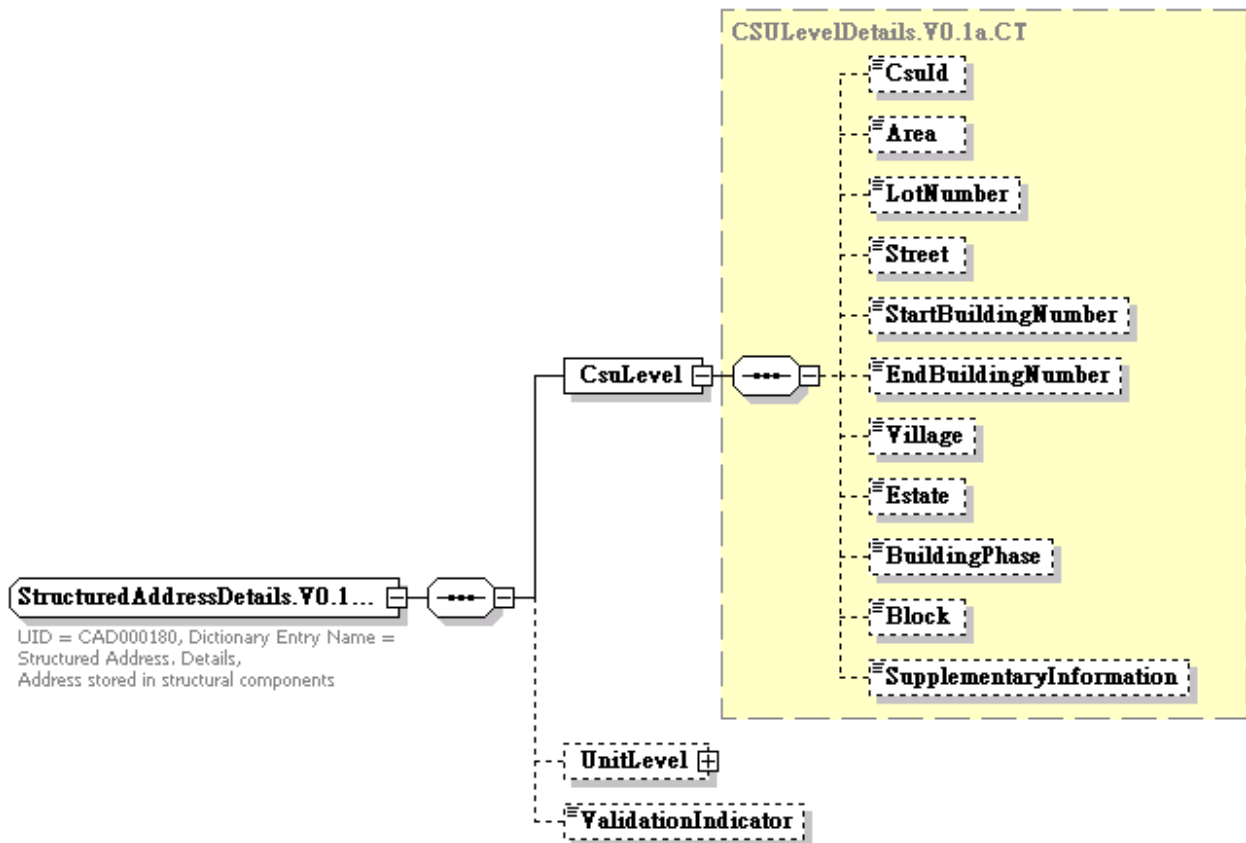 CSULevelDetails.V0.1a.CT
CsuId
Area
LotNumber
Street
StartBuildingNumber
CsuLevel
EndBuildingNumber
Village
Estate
BuildingPhase
StructuredAddressDetails.V0.1...
Block
UID = CAD000180, Dictionary Entry Name =
Structured Address. Details,
Address stored in structural components
SupplementaryInformation
UnitLevel
ValidationIndicator